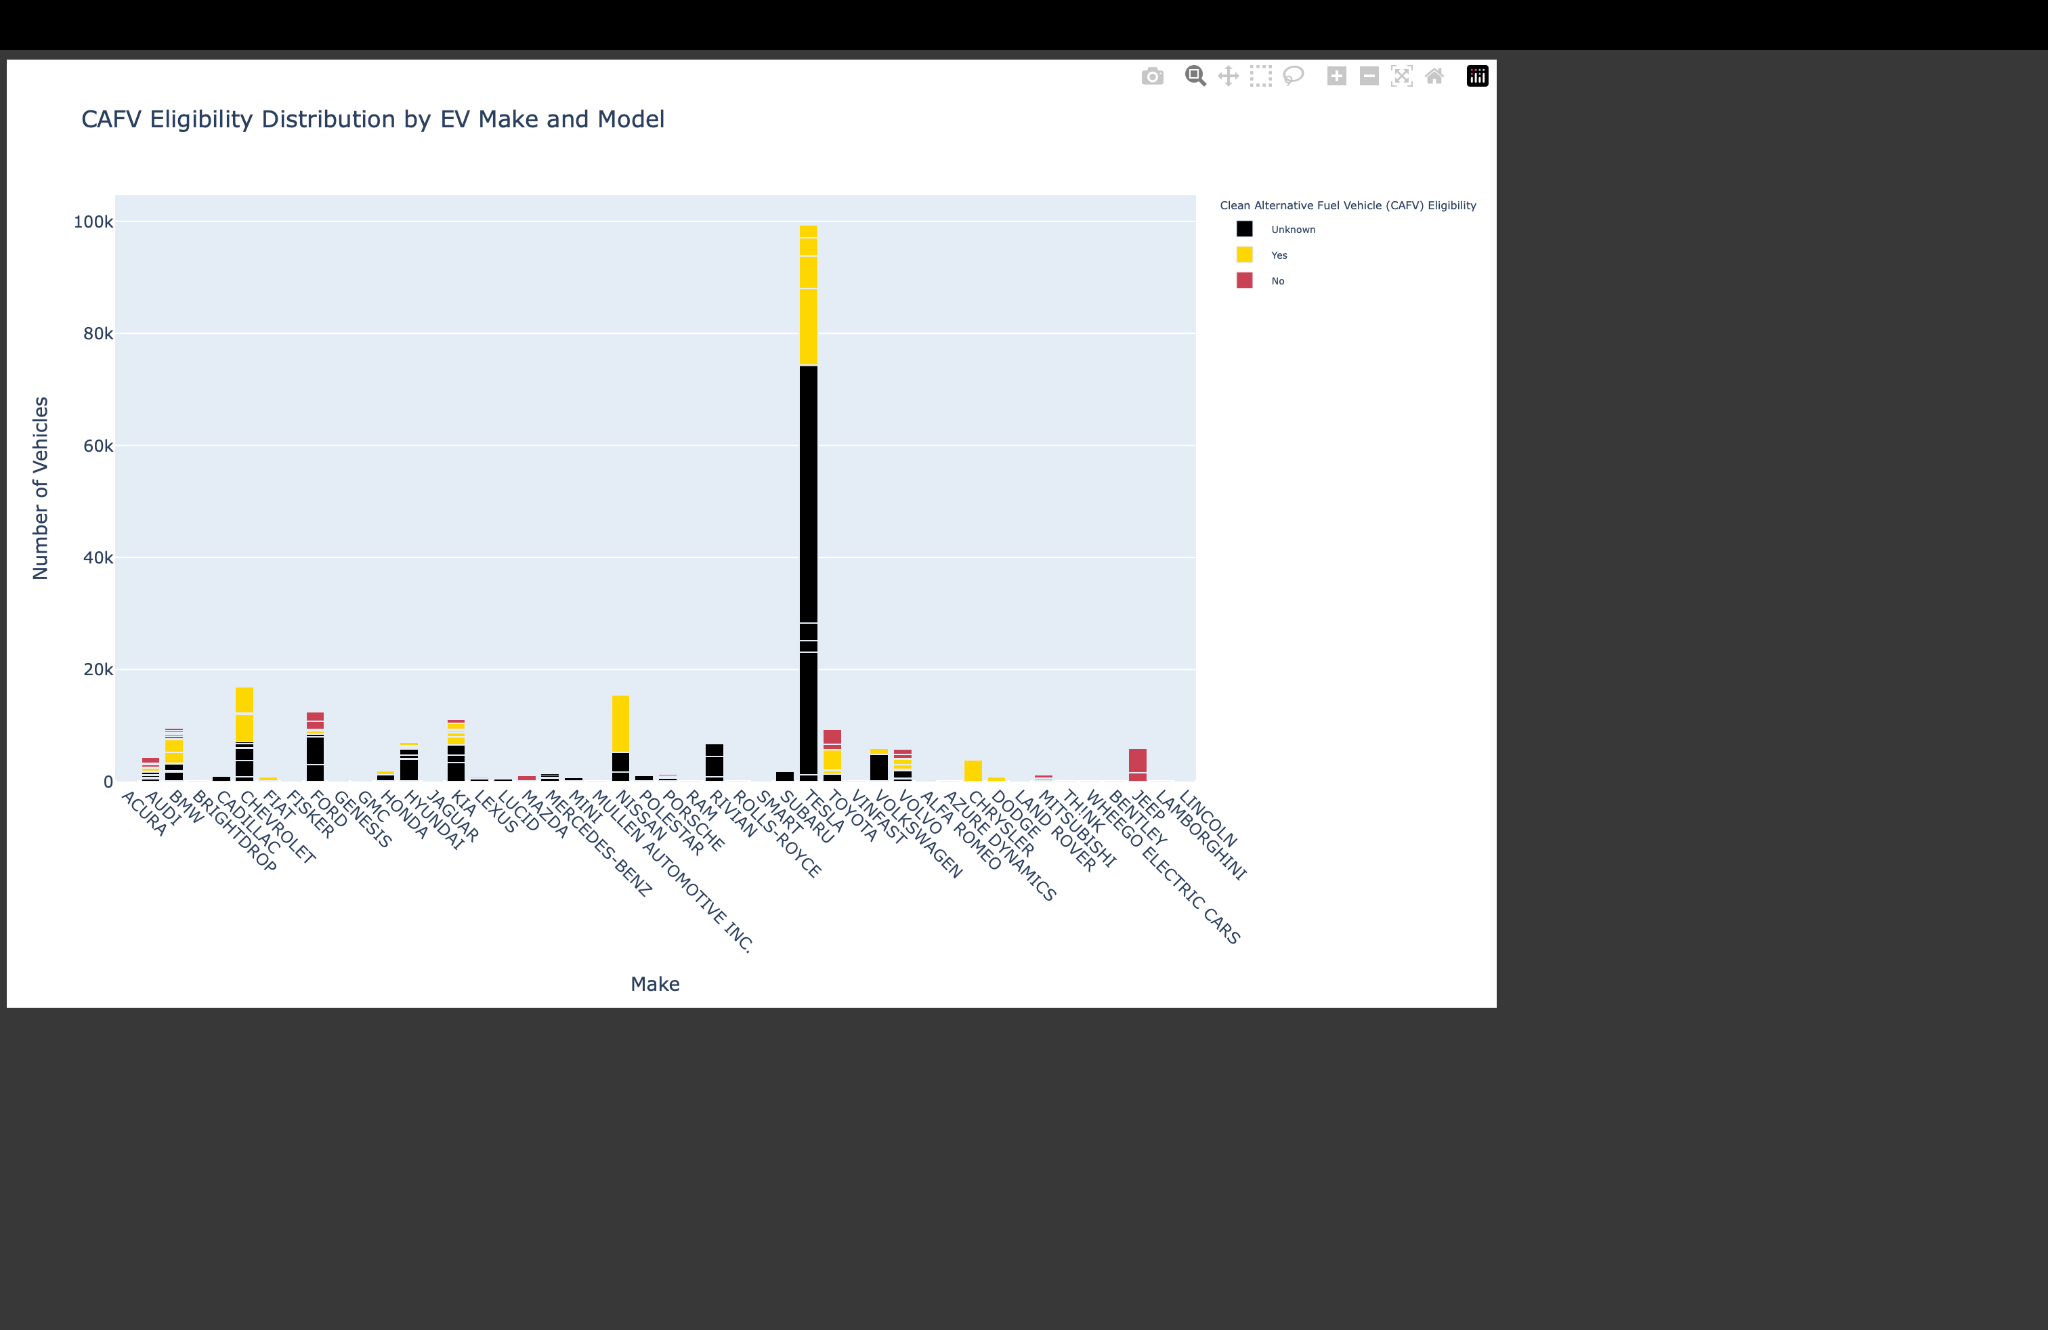 CAFV Eligibility Distribution by EV Make and Model
Clean Alternative Fuel Vehicle (CAFV) Eligibility
Unknown
Yes
No
Number of Vehicles
100k
80k
60k
40k
20k
0
ACURA
AUDI
BMW
BRIGHTDROP
CADILLAC
CHEVROLET
FIAT
FISKER
FORD
GENESIS
GMC
HONDA
HYUNDAI
JAGUAR
KIA
LEXUS
LUCID
MAZDA
MERCEDES-BENZ
MINI
MULLEN AUTOMOTIVE INC.
NISSAN
POLESTAR
PORSCHE
RAM
RIVIAN
ROLLS-ROYCE
SMART
SUBARU
TESLA
TOYOTA
VINFAST
VOLKSWAGEN
VOLVO
ALFA ROMEO
AZURE DYNAMICS
CHRYSLER
DODGE
LAND ROVER
MITSUBISHI
TH!NK
WHEEGO ELECTRIC CARS
BENTLEY
JEEP
LAMBORGHINI
LINCOLN
Make